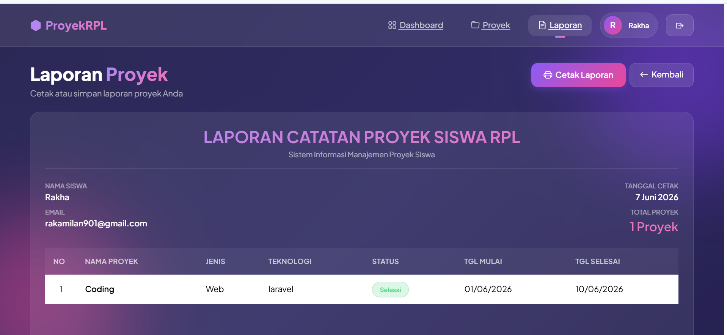 ProyekRPL
Dashboard Proyek Laporan R Rakha
Laporan Proyek
Cetak atau simpan laporan proyek Anda
Cetak Laporan Kembali
LAPORAN CATATAN PROYEK SISWA RPL
Sistem Informasi Manajemen Proyek Siswa
NAMA SISWA
Rakha
EMAIL
rakamilan901@gmail.com
TANGGAL CETAK
7 Juni 2026
TOTAL PROYEK
1 Proyek
NO NAMA PROYEK JENIS TEKNOLOGI STATUS TGL MULAI TGL SELESAI
1 Coding Web laravel Selesai 01/06/2026 10/06/2026